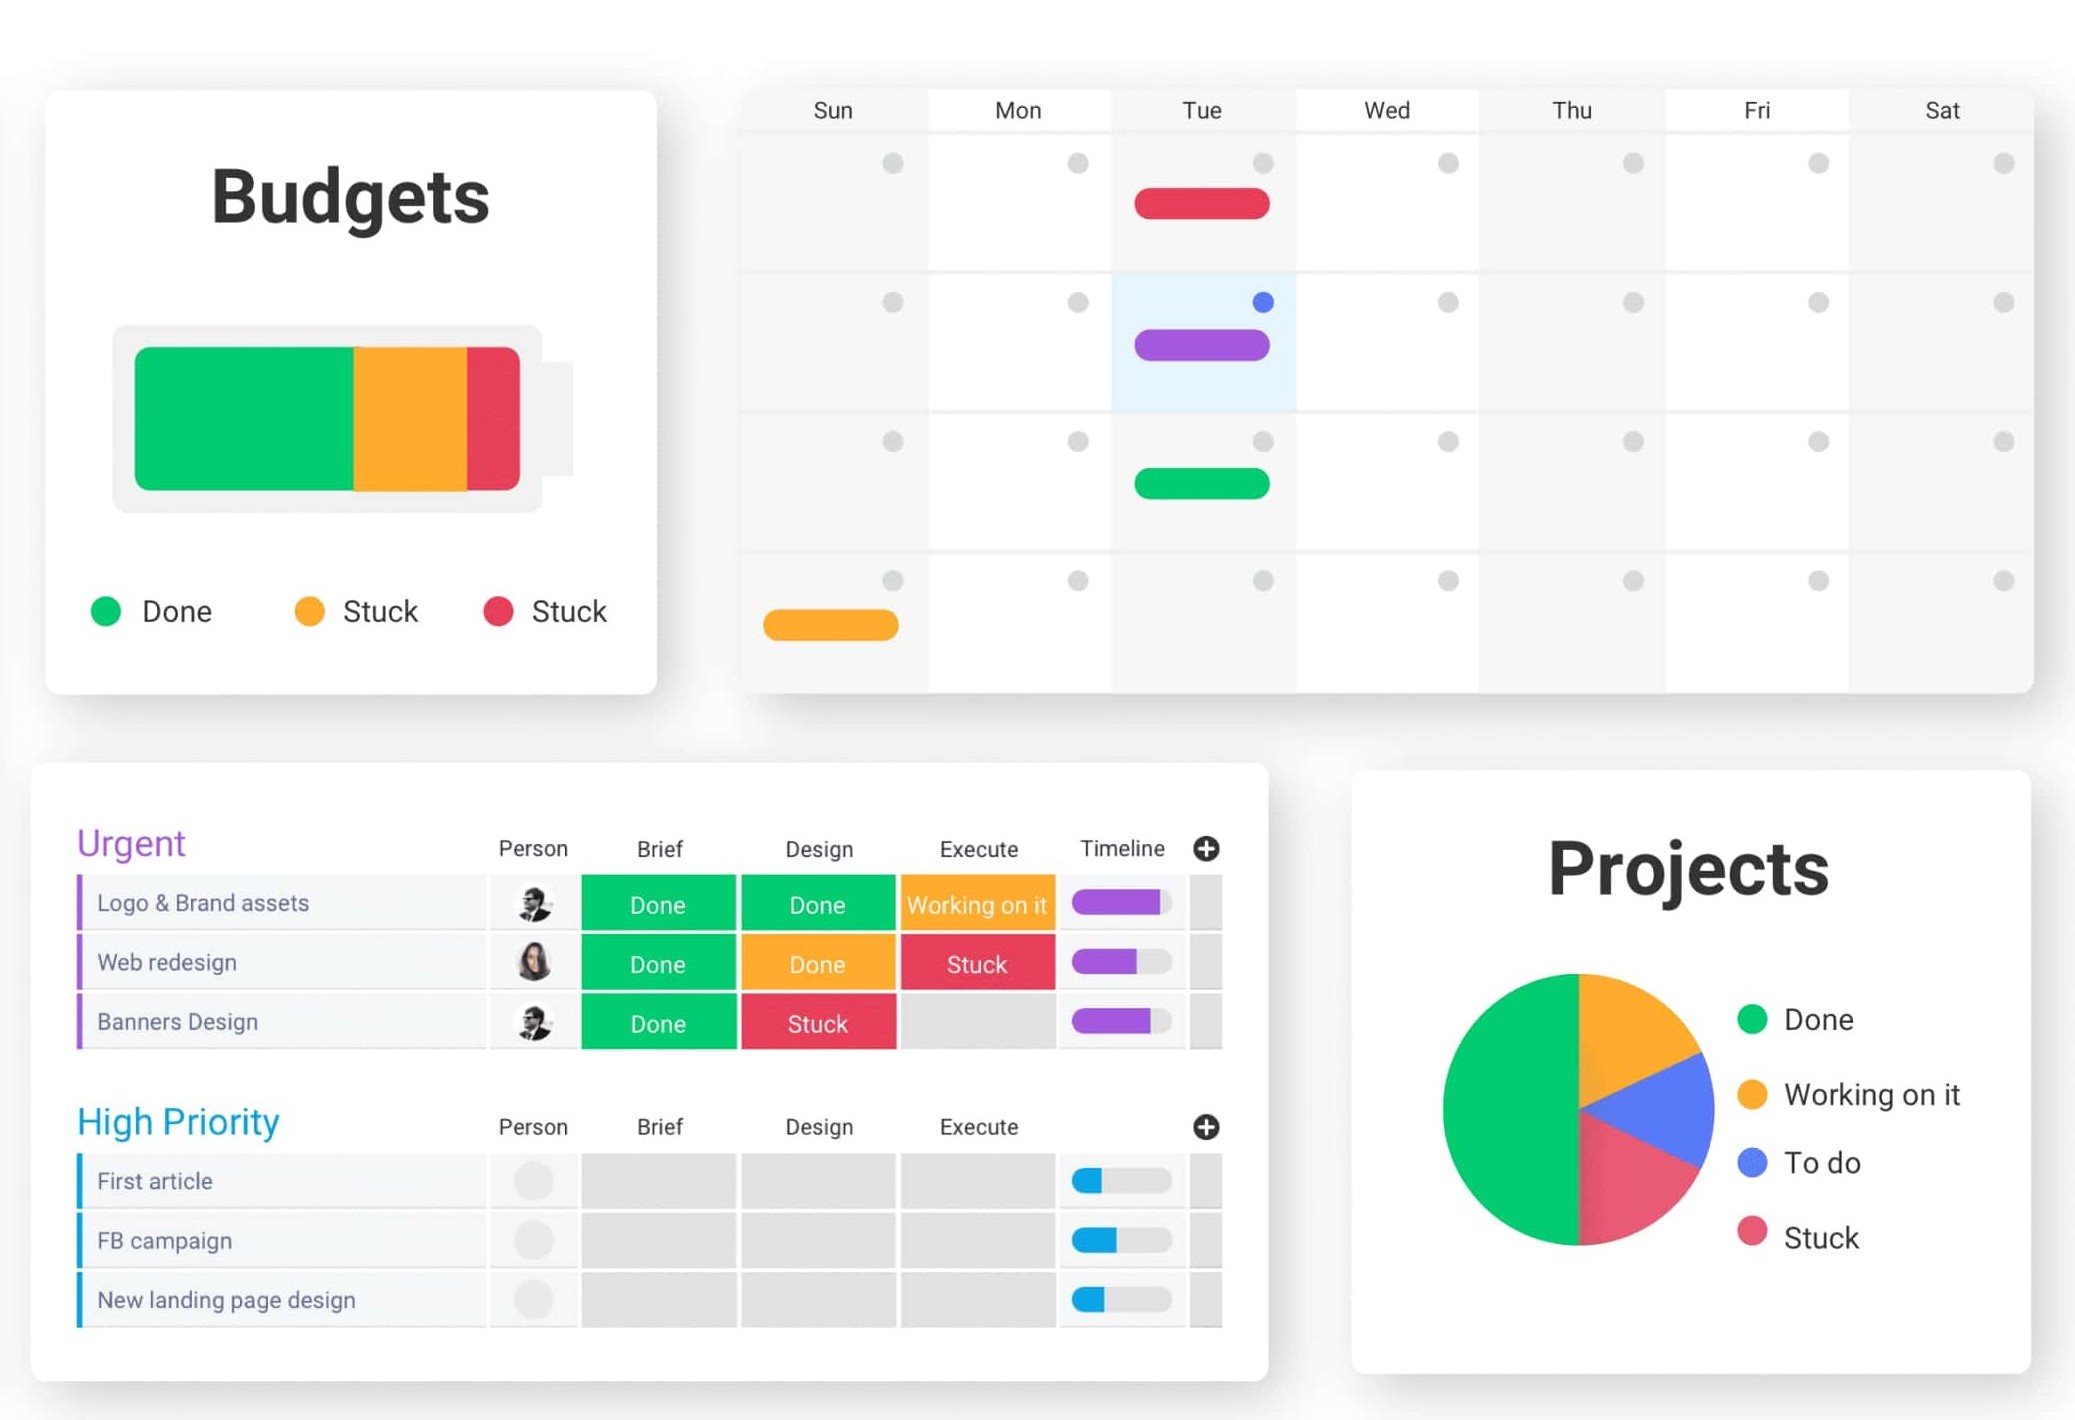 Budgets
Done Stuck Stuck
Sun Mon Tue Wed Thu Fri Sat
Urgent Person Brief Design Execute Timeline
Logo & Brand assets Done Done Working on it
Web redesign Done Done Stuck
Banners Design Done Stuck
High Priority Person Brief Design Execute
First article
FB campaign
New landing page design
Projects
Done
Working on it
To do
Stuck